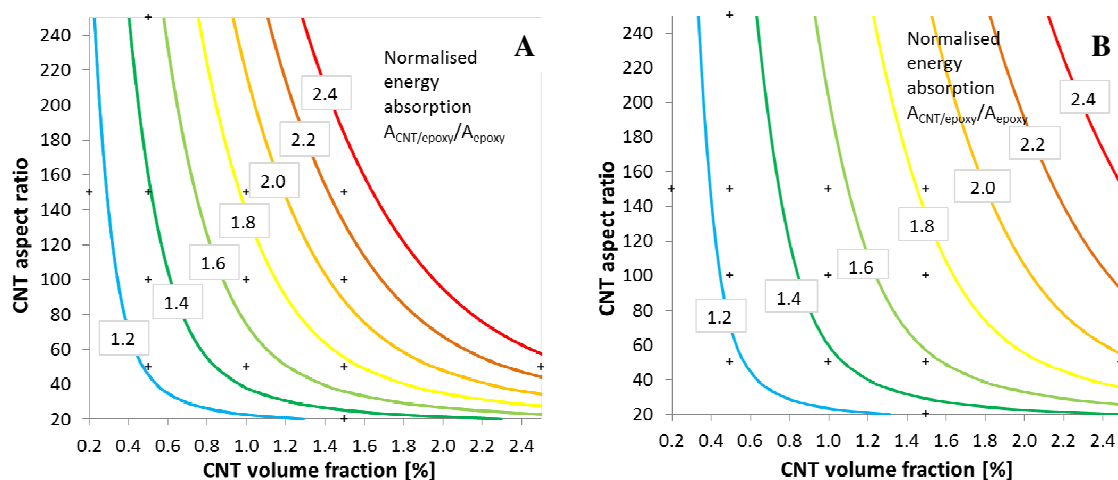 A
Normalised
energy
absorption
A_CNT/epoxy/A_epoxy
2.4
2.2
2.0
1.8
1.6
1.4
1.2
240
220
200
180
160
140
120
100
80
60
40
20
CNT aspect ratio
0.2 0.4 0.6 0.8 1.0 1.2 1.4 1.6 1.8 2.0 2.2 2.4
CNT volume fraction [%]
B
Normalised
energy
absorption
A_CNT/epoxy/A_epoxy
2.4
2.2
2.0
1.8
1.6
1.4
1.2
240
220
200
180
160
140
120
100
80
60
40
20
CNT aspect ratio
0.2 0.4 0.6 0.8 1.0 1.2 1.4 1.6 1.8 2.0 2.2 2.4
CNT volume fraction [%]